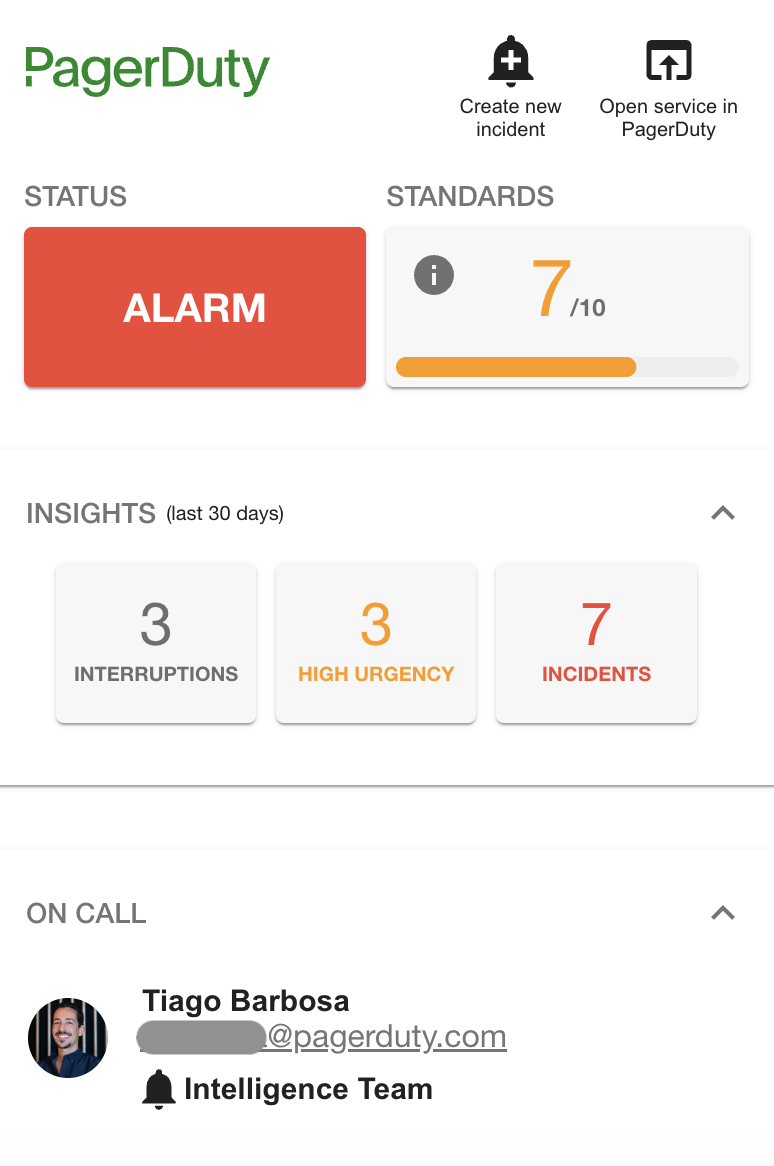 PagerDuty
Create new
incident
Open service in
PagerDuty
STATUS
STANDARDS
ALARM
7/10
INSIGHTS (last 30 days)
3
INTERRUPTIONS
3
HIGH URGENCY
7
INCIDENTS
ON CALL
Tiago Barbosa
@pagerduty.com
Intelligence Team